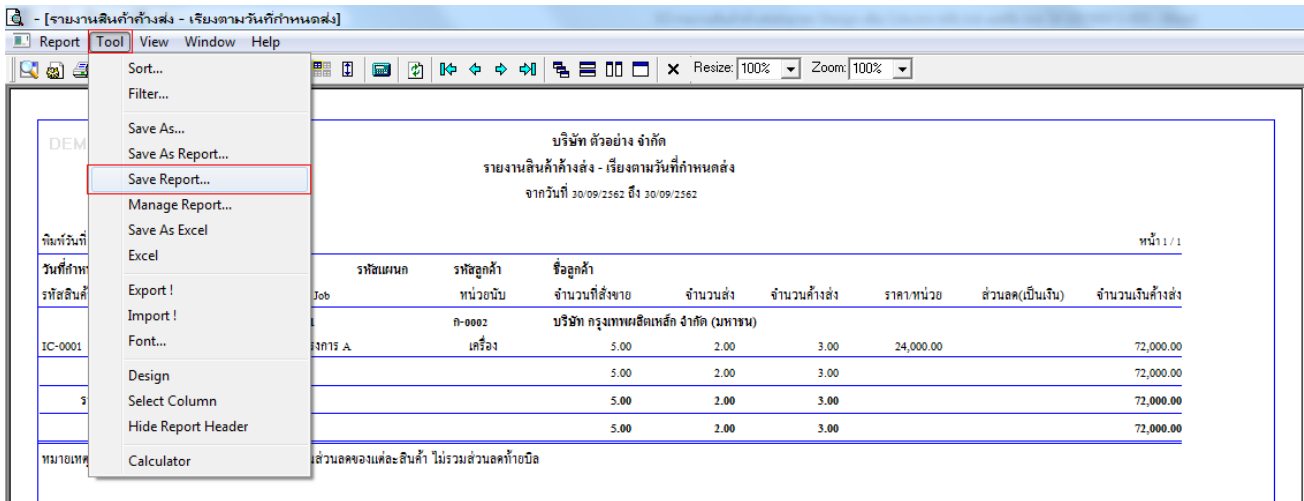 - [รายงานสินค้าค้างส่ง - เรียงตามวันที่กำหนดส่ง]
Report Tool View Window Help
Resize: 100% Zoom: 100%
Sort...
Filter...
Save As...
Save As Report...
Save Report...
Manage Report...
Save As Excel
Excel
Export !
Import !
Font...
Design
Select Column
Hide Report Header
Calculator
DEM
บริษัท ตัวอย่าง จำกัด
รายงานสินค้าค้างส่ง - เรียงตามวันที่กำหนดส่ง
จากวันที่ 30/09/2562 ถึง 30/09/2562
พิมพ์วันที่ หน้า 1 / 1
วันที่กำห รหัสแผนก รหัสลูกค้า ชื่อลูกค้า
รหัสสินค้ Job หน่วยนับ จำนวนที่สั่งขาย จำนวนส่ง จำนวนค้างส่ง ราคา/หน่วย ส่วนลด(เป็นเงิน) จำนวนเงินค้างส่ง
ก-0002 บริษัท กรุงเทพผลิตเหล็ก จำกัด (มหาชน)
IC-0001 รงการ A เครื่อง 5.00 2.00 3.00 24,000.00 72,000.00
5.00 2.00 3.00 72,000.00
ร 5.00 2.00 3.00 72,000.00
5.00 2.00 3.00 72,000.00
หมายเหตุ ส่วนลดของแต่ละสินค้า ไม่รวมส่วนลดท้ายบิล